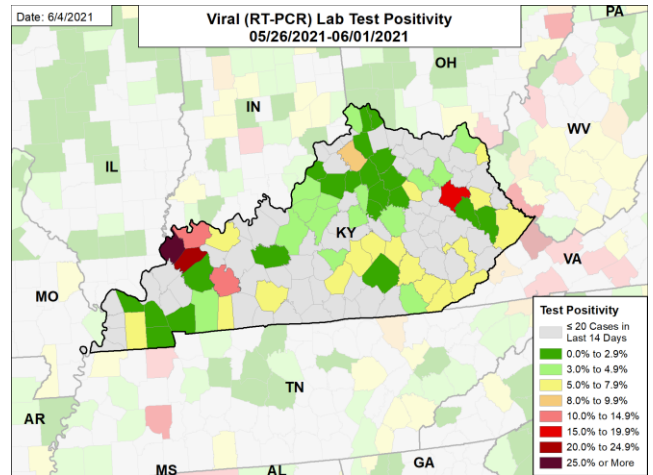 Date: 6/4/2021
Viral (RT-PCR) Lab Test Positivity
05/26/2021-06/01/2021
PA
OH
IN
WV
IL
KY
VA
MO
TN
AR
MS
AL
GA
Test Positivity
≤ 20 Cases in
Last 14 Days
0.0% to 2.9%
3.0% to 4.9%
5.0% to 7.9%
8.0% to 9.9%
10.0% to 14.9%
15.0% to 19.9%
20.0% to 24.9%
25.0% or More